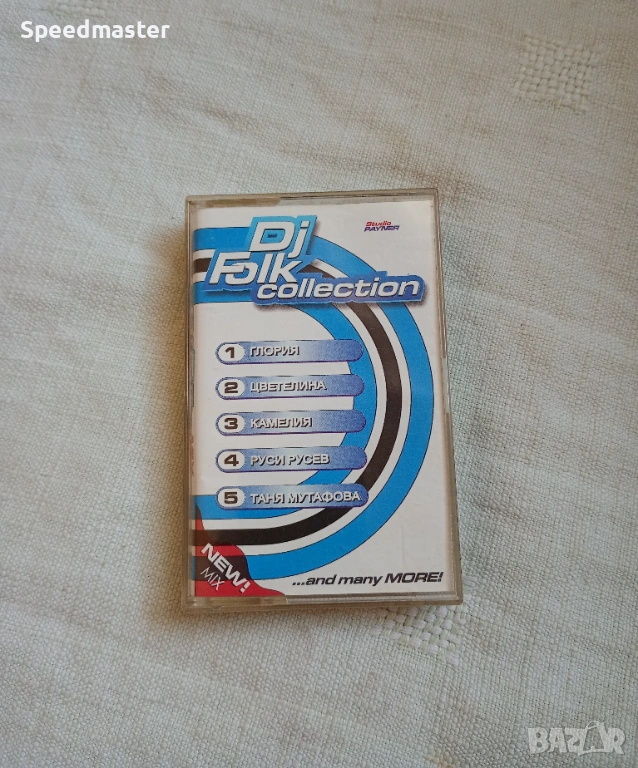 Speedmaster
Dj
Folk
collection
Studio
PAYNER
1 ГЛОРИЯ
2 ЦВЕТЕЛИНА
3 КАМЕЛИЯ
4 РУСИ РУСЕВ
5 ТАНЯ МУТАФОВА
NEW!
MIX
...and many MORE!
BAZAR